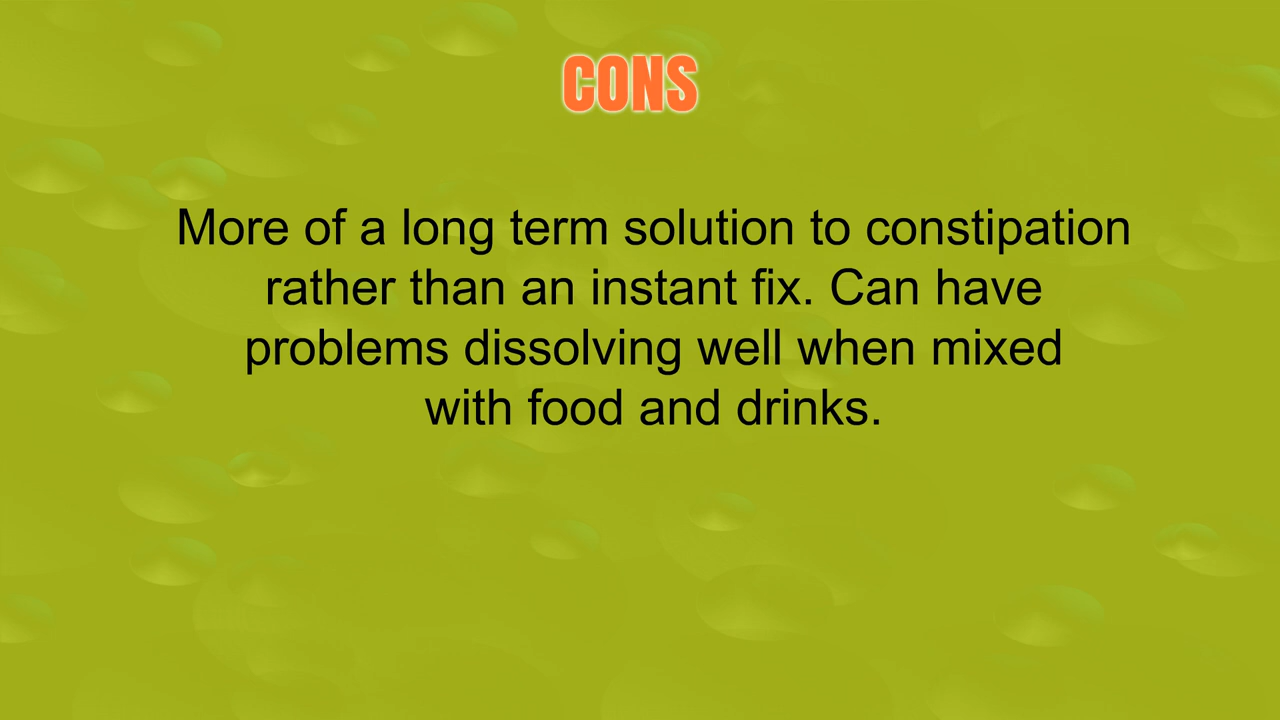 CONS
More of a long term solution to constipation
rather than an instant fix. Can have
problems dissolving well when mixed
with food and drinks.